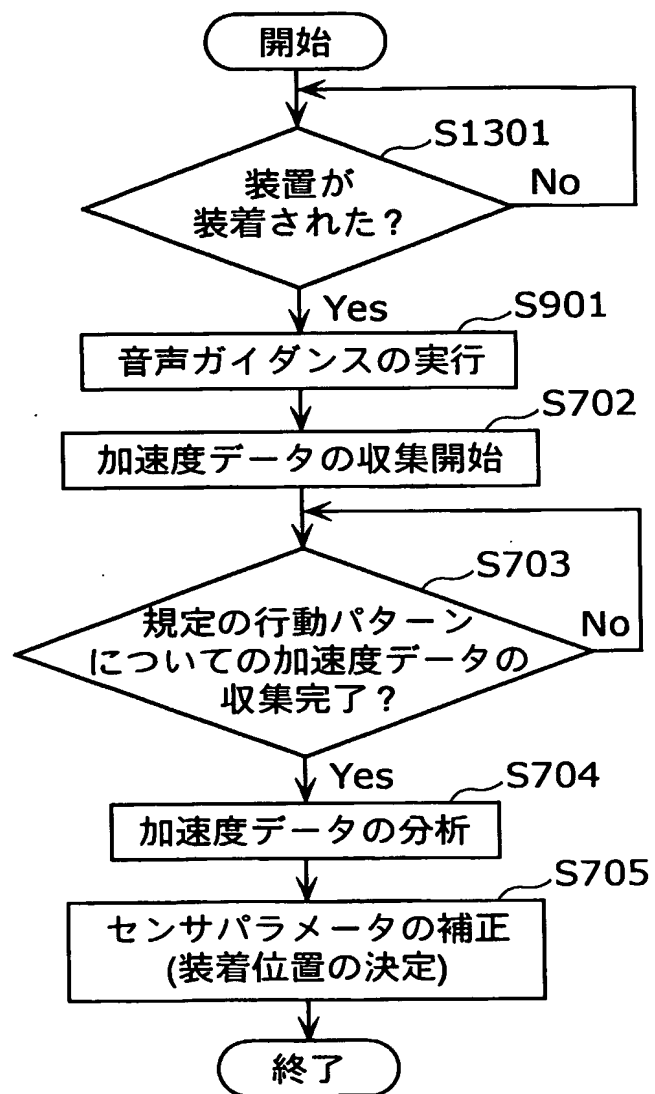 開始
S1301
装置が
装着された？
No
Yes
S901
音声ガイダンスの実行
S702
加速度データの収集開始
S703
規定の行動パターン
についての加速度データの
収集完了？
No
Yes
S704
加速度データの分析
S705
センサパラメータの補正
(装着位置の決定)
終了